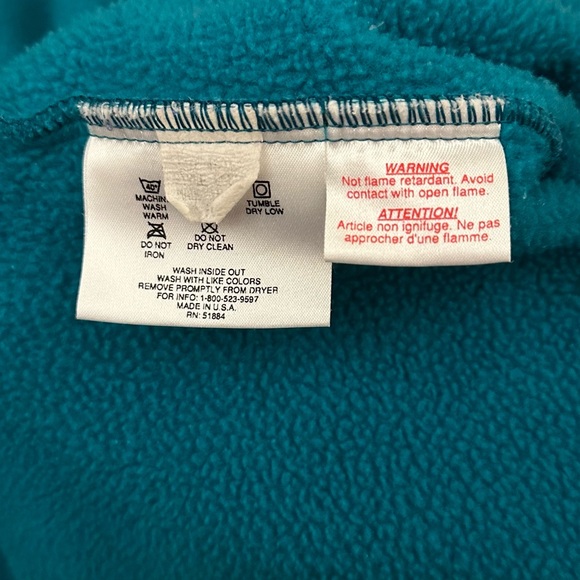 40°
MACHIN
WASH
WARM
TUMBLE
DRY LOW
DO NOT
IRON
DO NOT
DRY CLEAN
WASH INSIDE OUT
WASH WITH LIKE COLORS
REMOVE PROMPTLY FROM DRYER
FOR INFO: 1-800-523-9597
MADE IN U.S.A.
RN: 51884
WARNING
Not flame retardant. Avoid
contact with open flame.
ATTENTION!
Article non ignifuge. Ne pas
approcher d'une flamme.